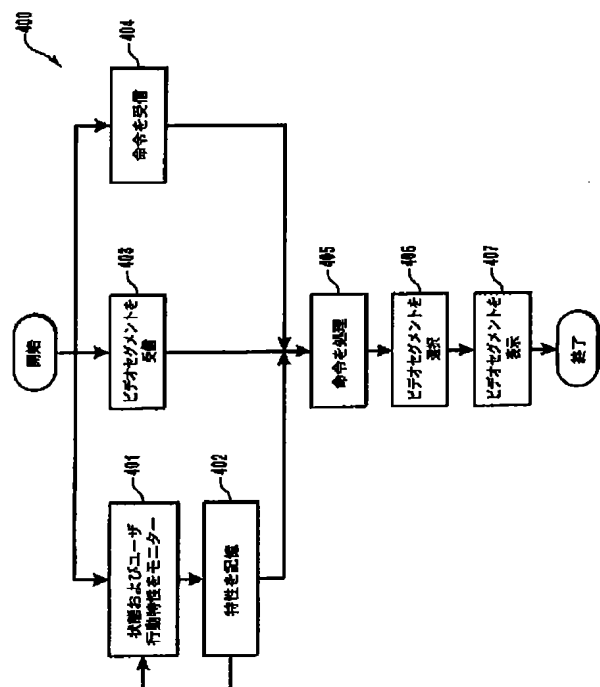 400
開始
401
状態およびユーザ
行動特性をモニター
402
特性を記憶
403
ビデオセグメントを
受信
404
命令を受信
405
命令を処理
406
ビデオセグメントを
選択
407
ビデオセグメントを
表示
終了